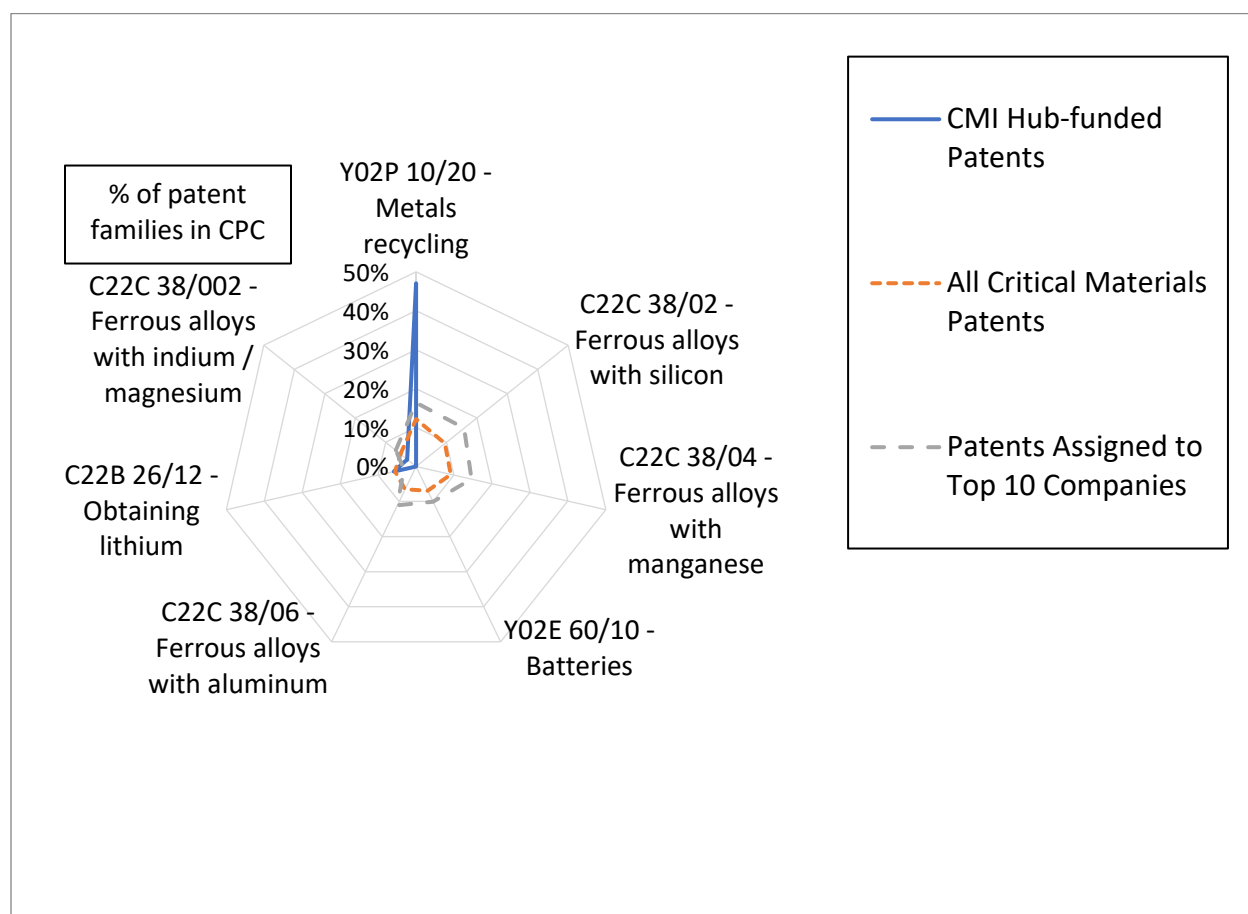 % of patent
families in CPC
Y02P 10/20 -
Metals
recycling
C22C 38/02 -
Ferrous alloys
with silicon
C22C 38/04 -
Ferrous alloys
with
manganese
Y02E 60/10 -
Batteries
C22C 38/06 -
Ferrous alloys
with aluminum
C22B 26/12 -
Obtaining
lithium
C22C 38/002 -
Ferrous alloys
with indium /
magnesium
50%
40%
30%
20%
10%
0%
CMI Hub-funded
Patents
All Critical Materials
Patents
Patents Assigned to
Top 10 Companies